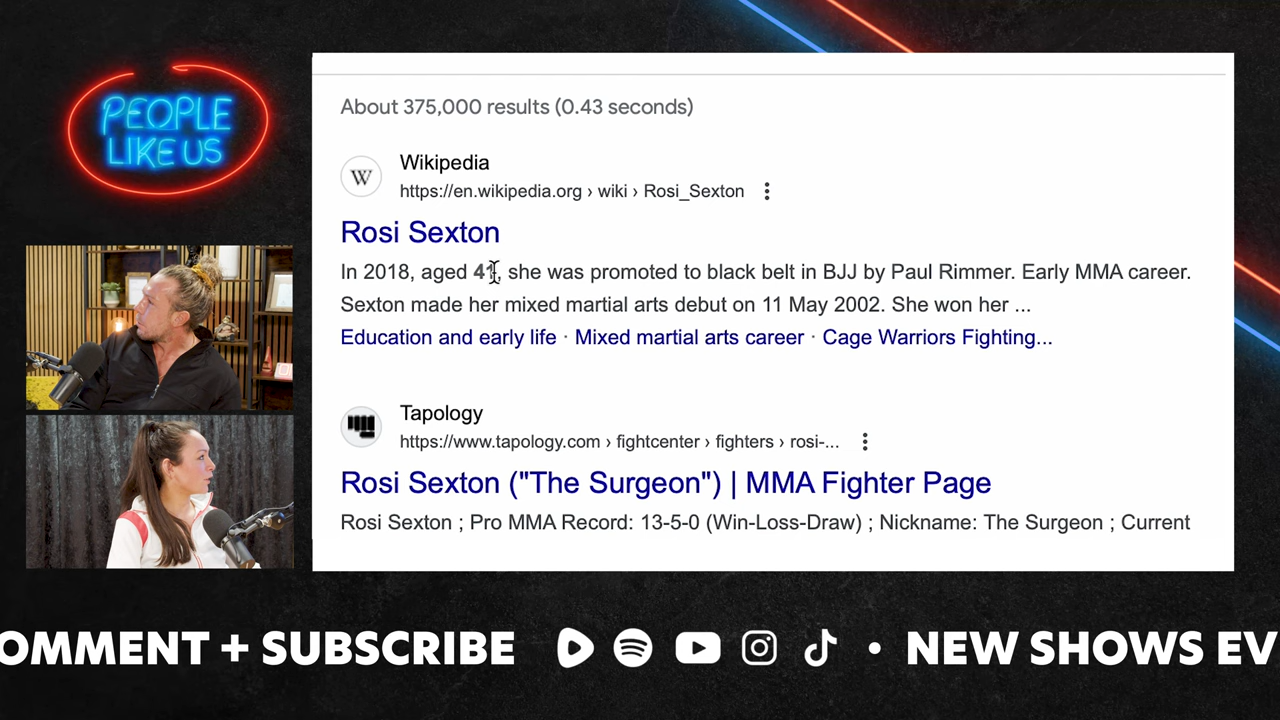 PEOPLE
LIKE US
About 375,000 results (0.43 seconds)
W
Wikipedia
https://en.wikipedia.org › wiki › Rosi_Sexton
Rosi Sexton
In 2018, aged 41, she was promoted to black belt in BJJ by Paul Rimmer. Early MMA career.
Sexton made her mixed martial arts debut on 11 May 2002. She won her ...
Education and early life · Mixed martial arts career · Cage Warriors Fighting...
Tapology
https://www.tapology.com › fightcenter › fighters › rosi-...
Rosi Sexton ("The Surgeon") | MMA Fighter Page
Rosi Sexton ; Pro MMA Record: 13-5-0 (Win-Loss-Draw) ; Nickname: The Surgeon ; Current
OMMENT + SUBSCRIBE • NEW SHOWS EV